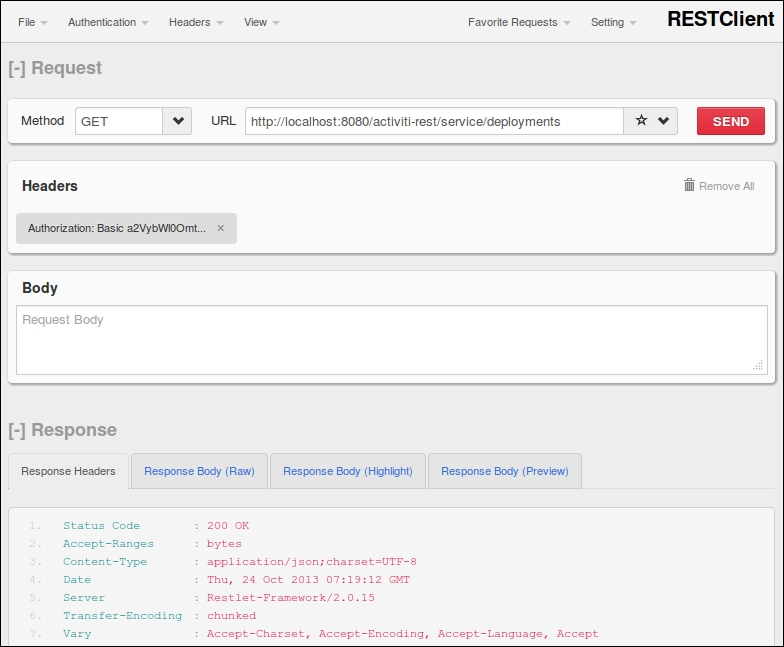 File Authentication Headers View Favorite Requests Setting RESTClient
[-] Request
Method GET URL http://localhost:8080/activiti-rest/service/deployments SEND
Headers Remove All
Authorization: Basic a2VybWl0Omt... ×
Body
Request Body
[-] Response
Response Headers Response Body (Raw) Response Body (Highlight) Response Body (Preview)
1. Status Code : 200 OK
2. Accept-Ranges : bytes
3. Content-Type : application/json;charset=UTF-8
4. Date : Thu, 24 Oct 2013 07:19:12 GMT
5. Server : Restlet-Framework/2.0.15
6. Transfer-Encoding : chunked
7. Vary : Accept-Charset, Accept-Encoding, Accept-Language, Accept